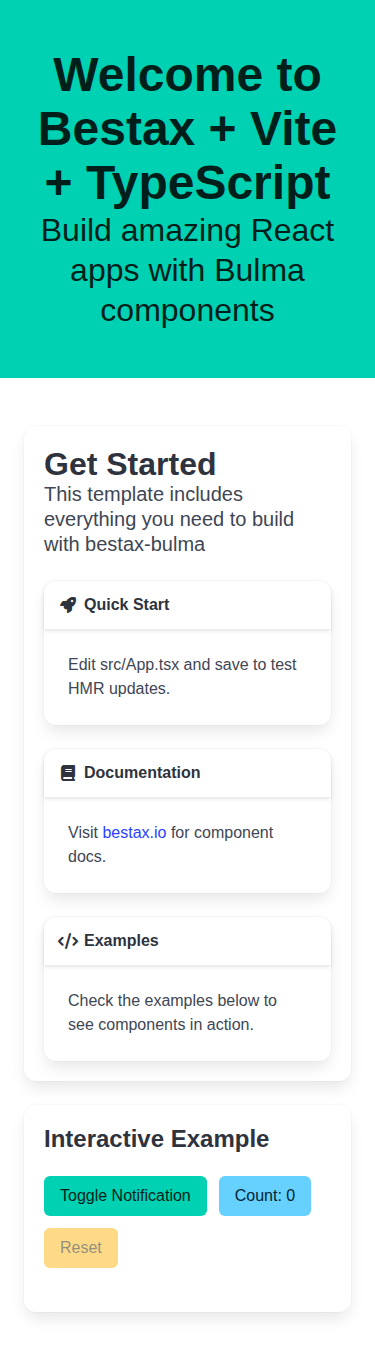 Welcome to
Bestax + Vite
+ TypeScript
Build amazing React
apps with Bulma
components
Get Started
This template includes
everything you need to build
with bestax-bulma
Quick Start
Edit src/App.tsx and save to test
HMR updates.
Documentation
Visit bestax.io for component
docs.
Examples
Check the examples below to
see components in action.
Interactive Example
Toggle Notification
Count: 0
Reset